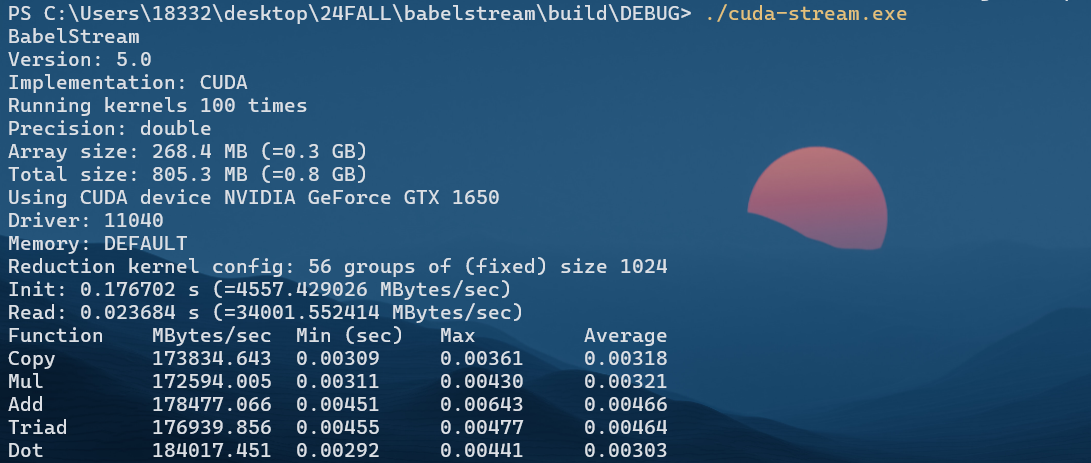 PS C:\Users\18332\desktop\24FALL\babelstream\build\DEBUG> ./cuda-stream.exe
BabelStream
Version: 5.0
Implementation: CUDA
Running kernels 100 times
Precision: double
Array size: 268.4 MB (=0.3 GB)
Total size: 805.3 MB (=0.8 GB)
Using CUDA device NVIDIA GeForce GTX 1650
Driver: 11040
Memory: DEFAULT
Reduction kernel config: 56 groups of (fixed) size 1024
Init: 0.176702 s (=4557.429026 MBytes/sec)
Read: 0.023684 s (=34001.552414 MBytes/sec)
Function    MBytes/sec  Min (sec)   Max         Average
Copy        173834.643  0.00309     0.00361     0.00318
Mul         172594.005  0.00311     0.00430     0.00321
Add         178477.066  0.00451     0.00643     0.00466
Triad       176939.856  0.00455     0.00477     0.00464
Dot         184017.451  0.00292     0.00441     0.00303